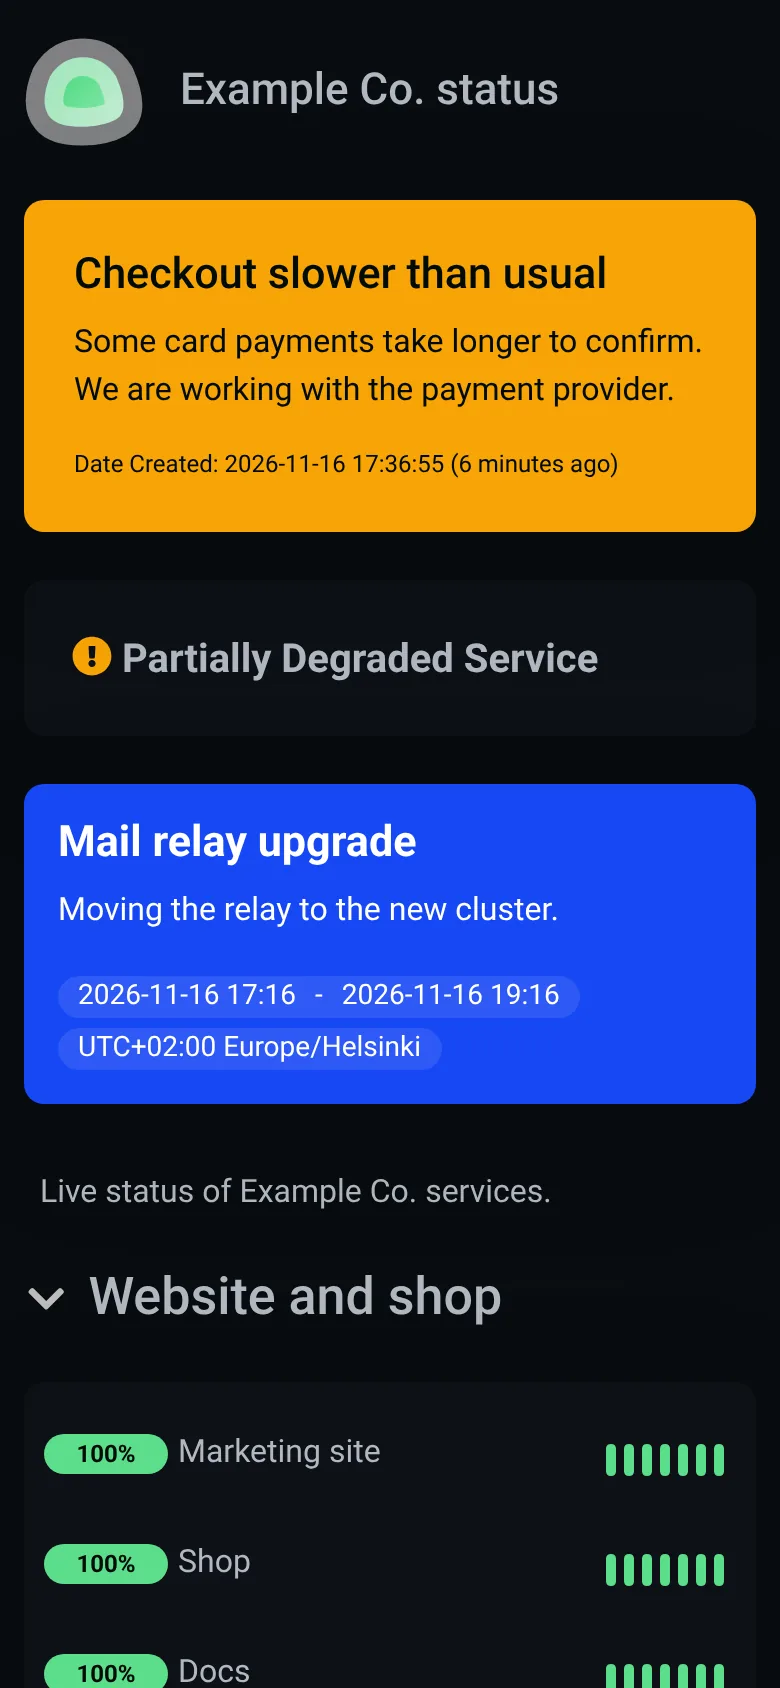 Example Co. status
Checkout slower than usual
Some card payments take longer to confirm.
We are working with the payment provider.
Date Created: 2026-11-16 17:36:55 (6 minutes ago)
Partially Degraded Service
Mail relay upgrade
Moving the relay to the new cluster.
2026-11-16 17:16 - 2026-11-16 19:16
UTC+02:00 Europe/Helsinki
Live status of Example Co. services.
Website and shop
100% Marketing site
100% Shop
100% Docs